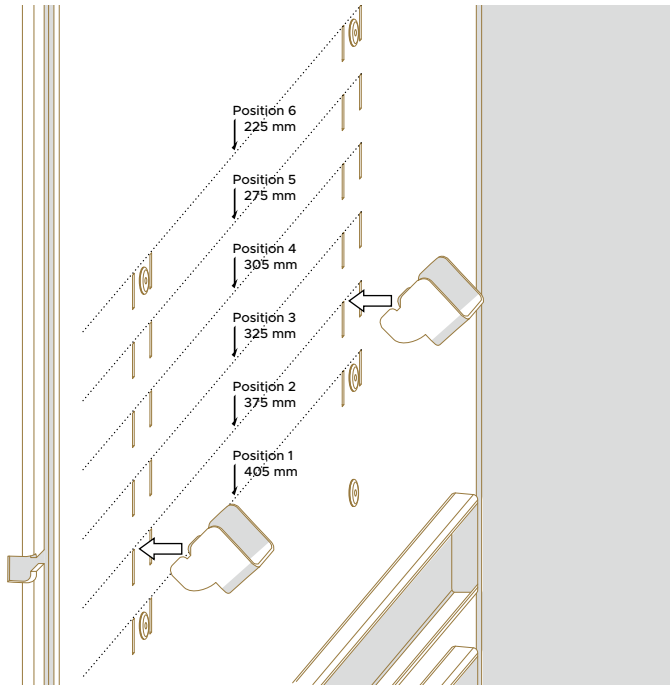 Position 6
225 mm
Position 5
275 mm
Position 4
305 mm
Position 3
325 mm
Position 2
375 mm
Position 1
405 mm